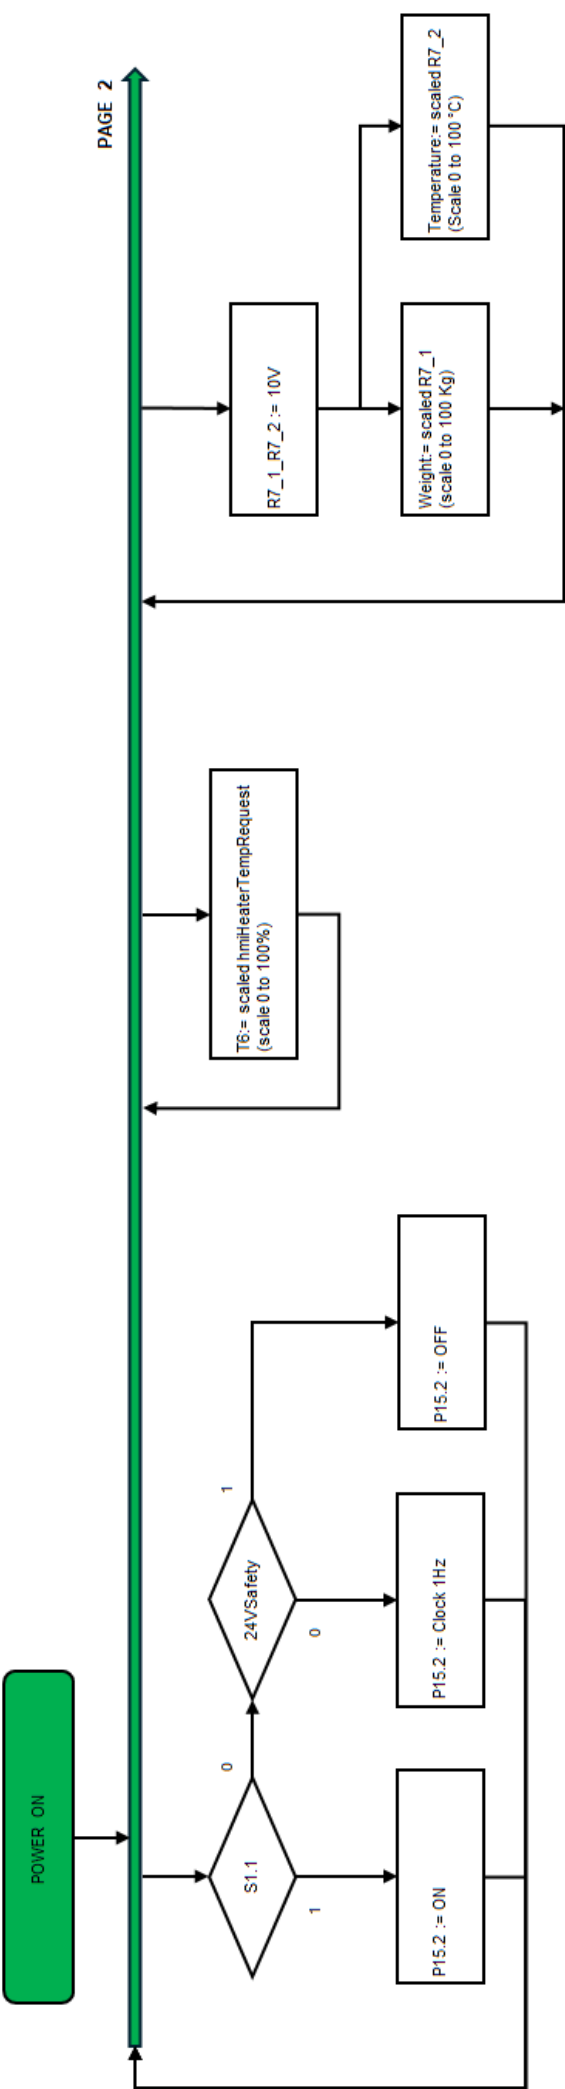 POWER ON
PAGE 2
S1.1
0
1
24VSafety
1
0
P15.2 := ON
P15.2 := Clock 1Hz
P15.2 := OFF
T6:= scaled hmiHeaterTempRequest
(scale 0 to 100%)
R7_1_R7_2 := 10V
Weight:= scaled R7_1
(scale 0 to 100 Kg)
Temperature:= scaled R7_2
(Scale 0 to 100 °C)